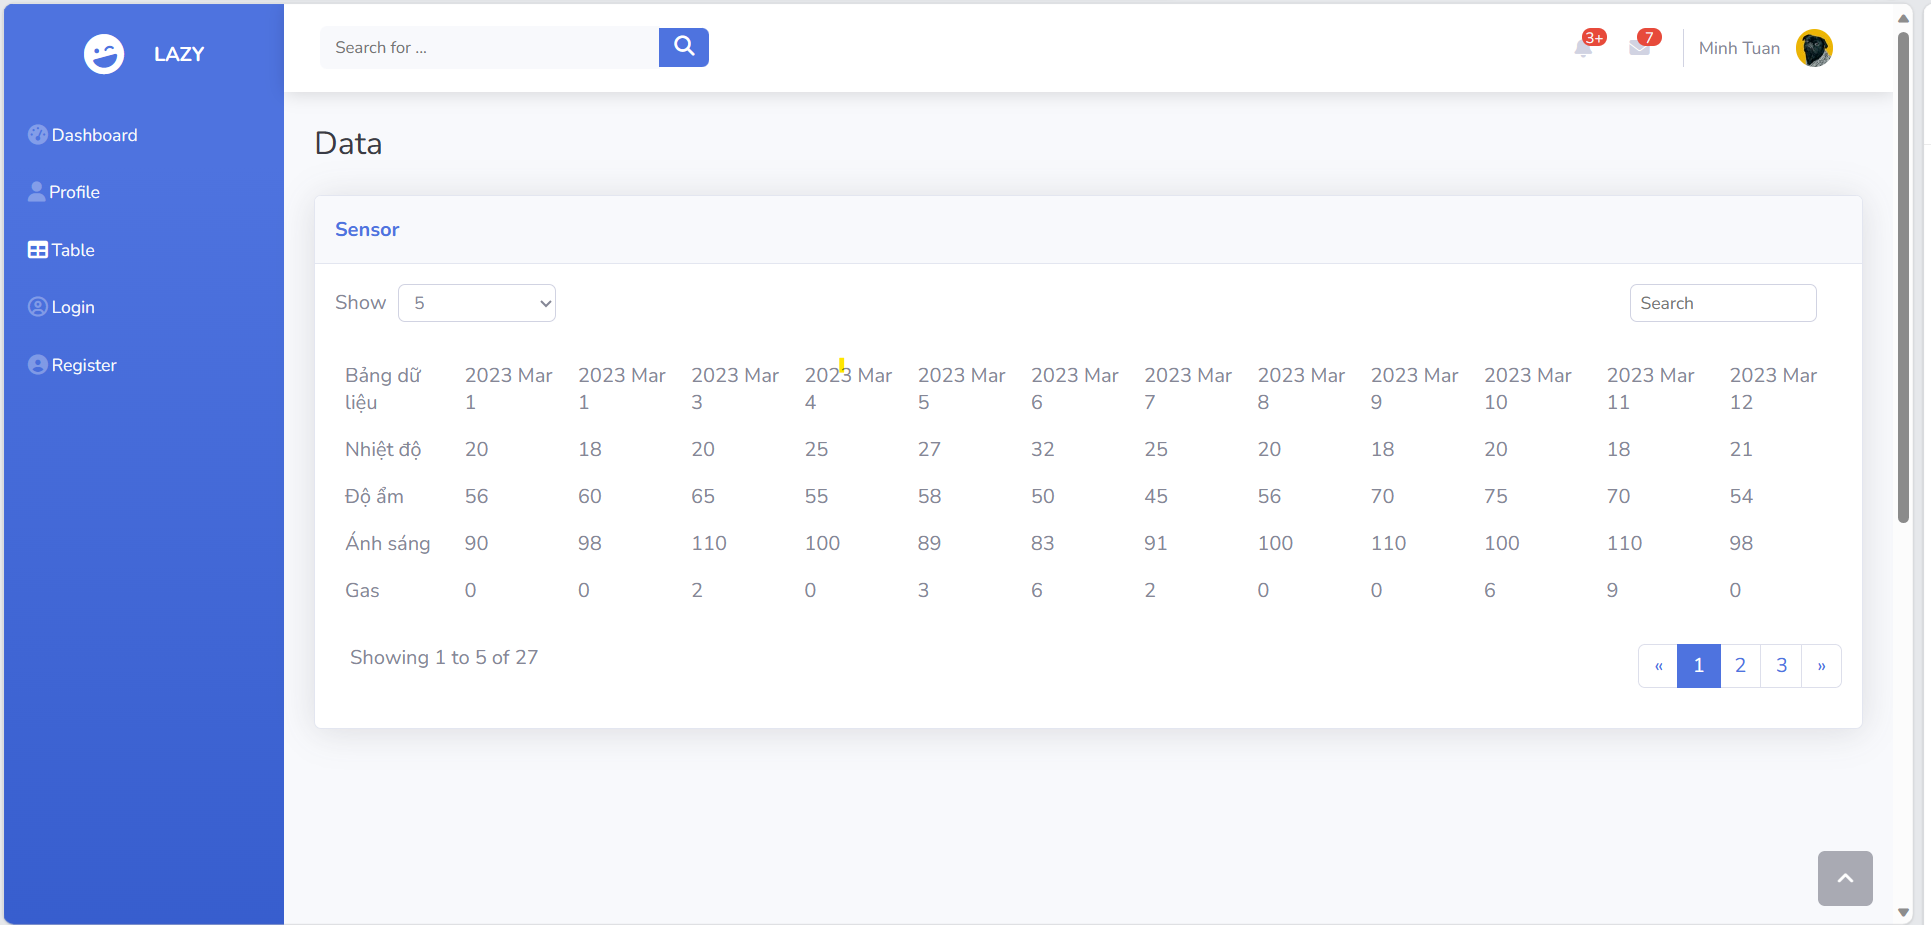 LAZY
Dashboard
Profile
Table
Login
Register
Search for ...
3+
7
Minh Tuan
Data
Sensor
Show 5
Search
Bảng dữ liệu 2023 Mar 1 2023 Mar 1 2023 Mar 3 2023 Mar 4 2023 Mar 5 2023 Mar 6 2023 Mar 7 2023 Mar 8 2023 Mar 9 2023 Mar 10 2023 Mar 11 2023 Mar 12
Nhiệt độ 20 18 20 25 27 32 25 20 18 20 18 21
Độ ẩm 56 60 65 55 58 50 45 56 70 75 70 54
Ánh sáng 90 98 110 100 89 83 91 100 110 100 110 98
Gas 0 0 2 0 3 6 2 0 0 6 9 0
Showing 1 to 5 of 27
« 1 2 3 »